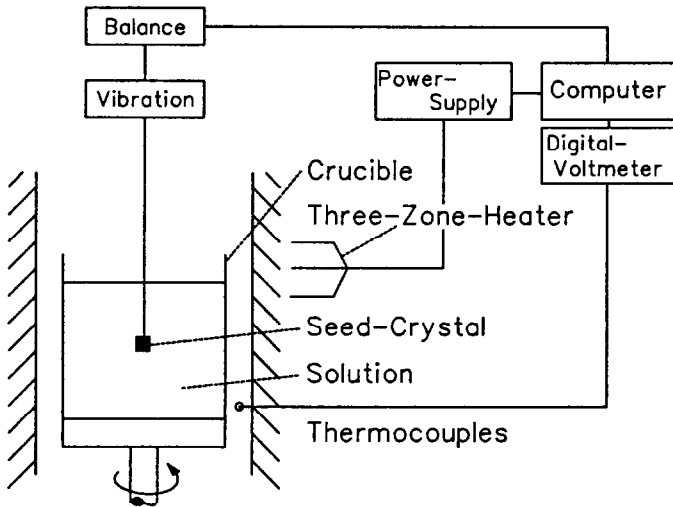 Balance
Vibration
Power-
Supply
Computer
Digital-
Voltmeter
Crucible
Three-Zone-Heater
Seed-Crystal
Solution
Thermocouples